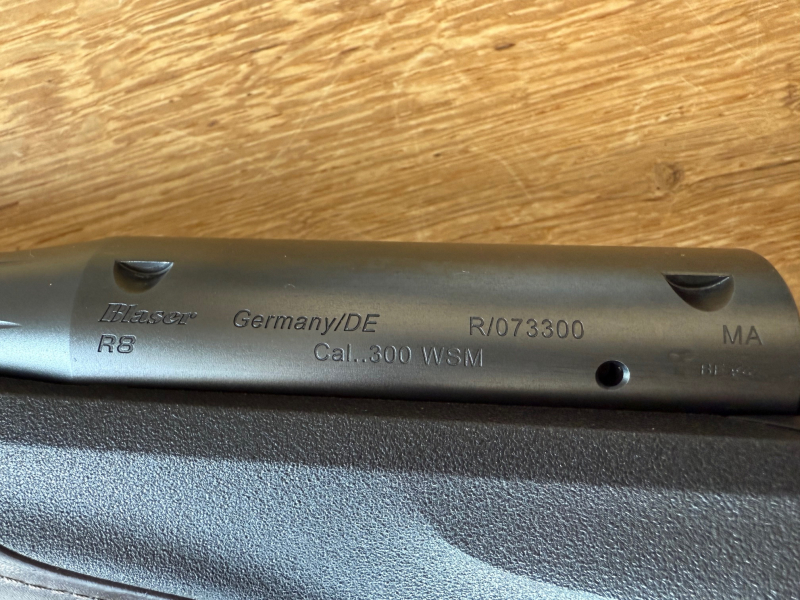 Blaser Germany/DE R/073300 MA
R8 Cal..300 WSM